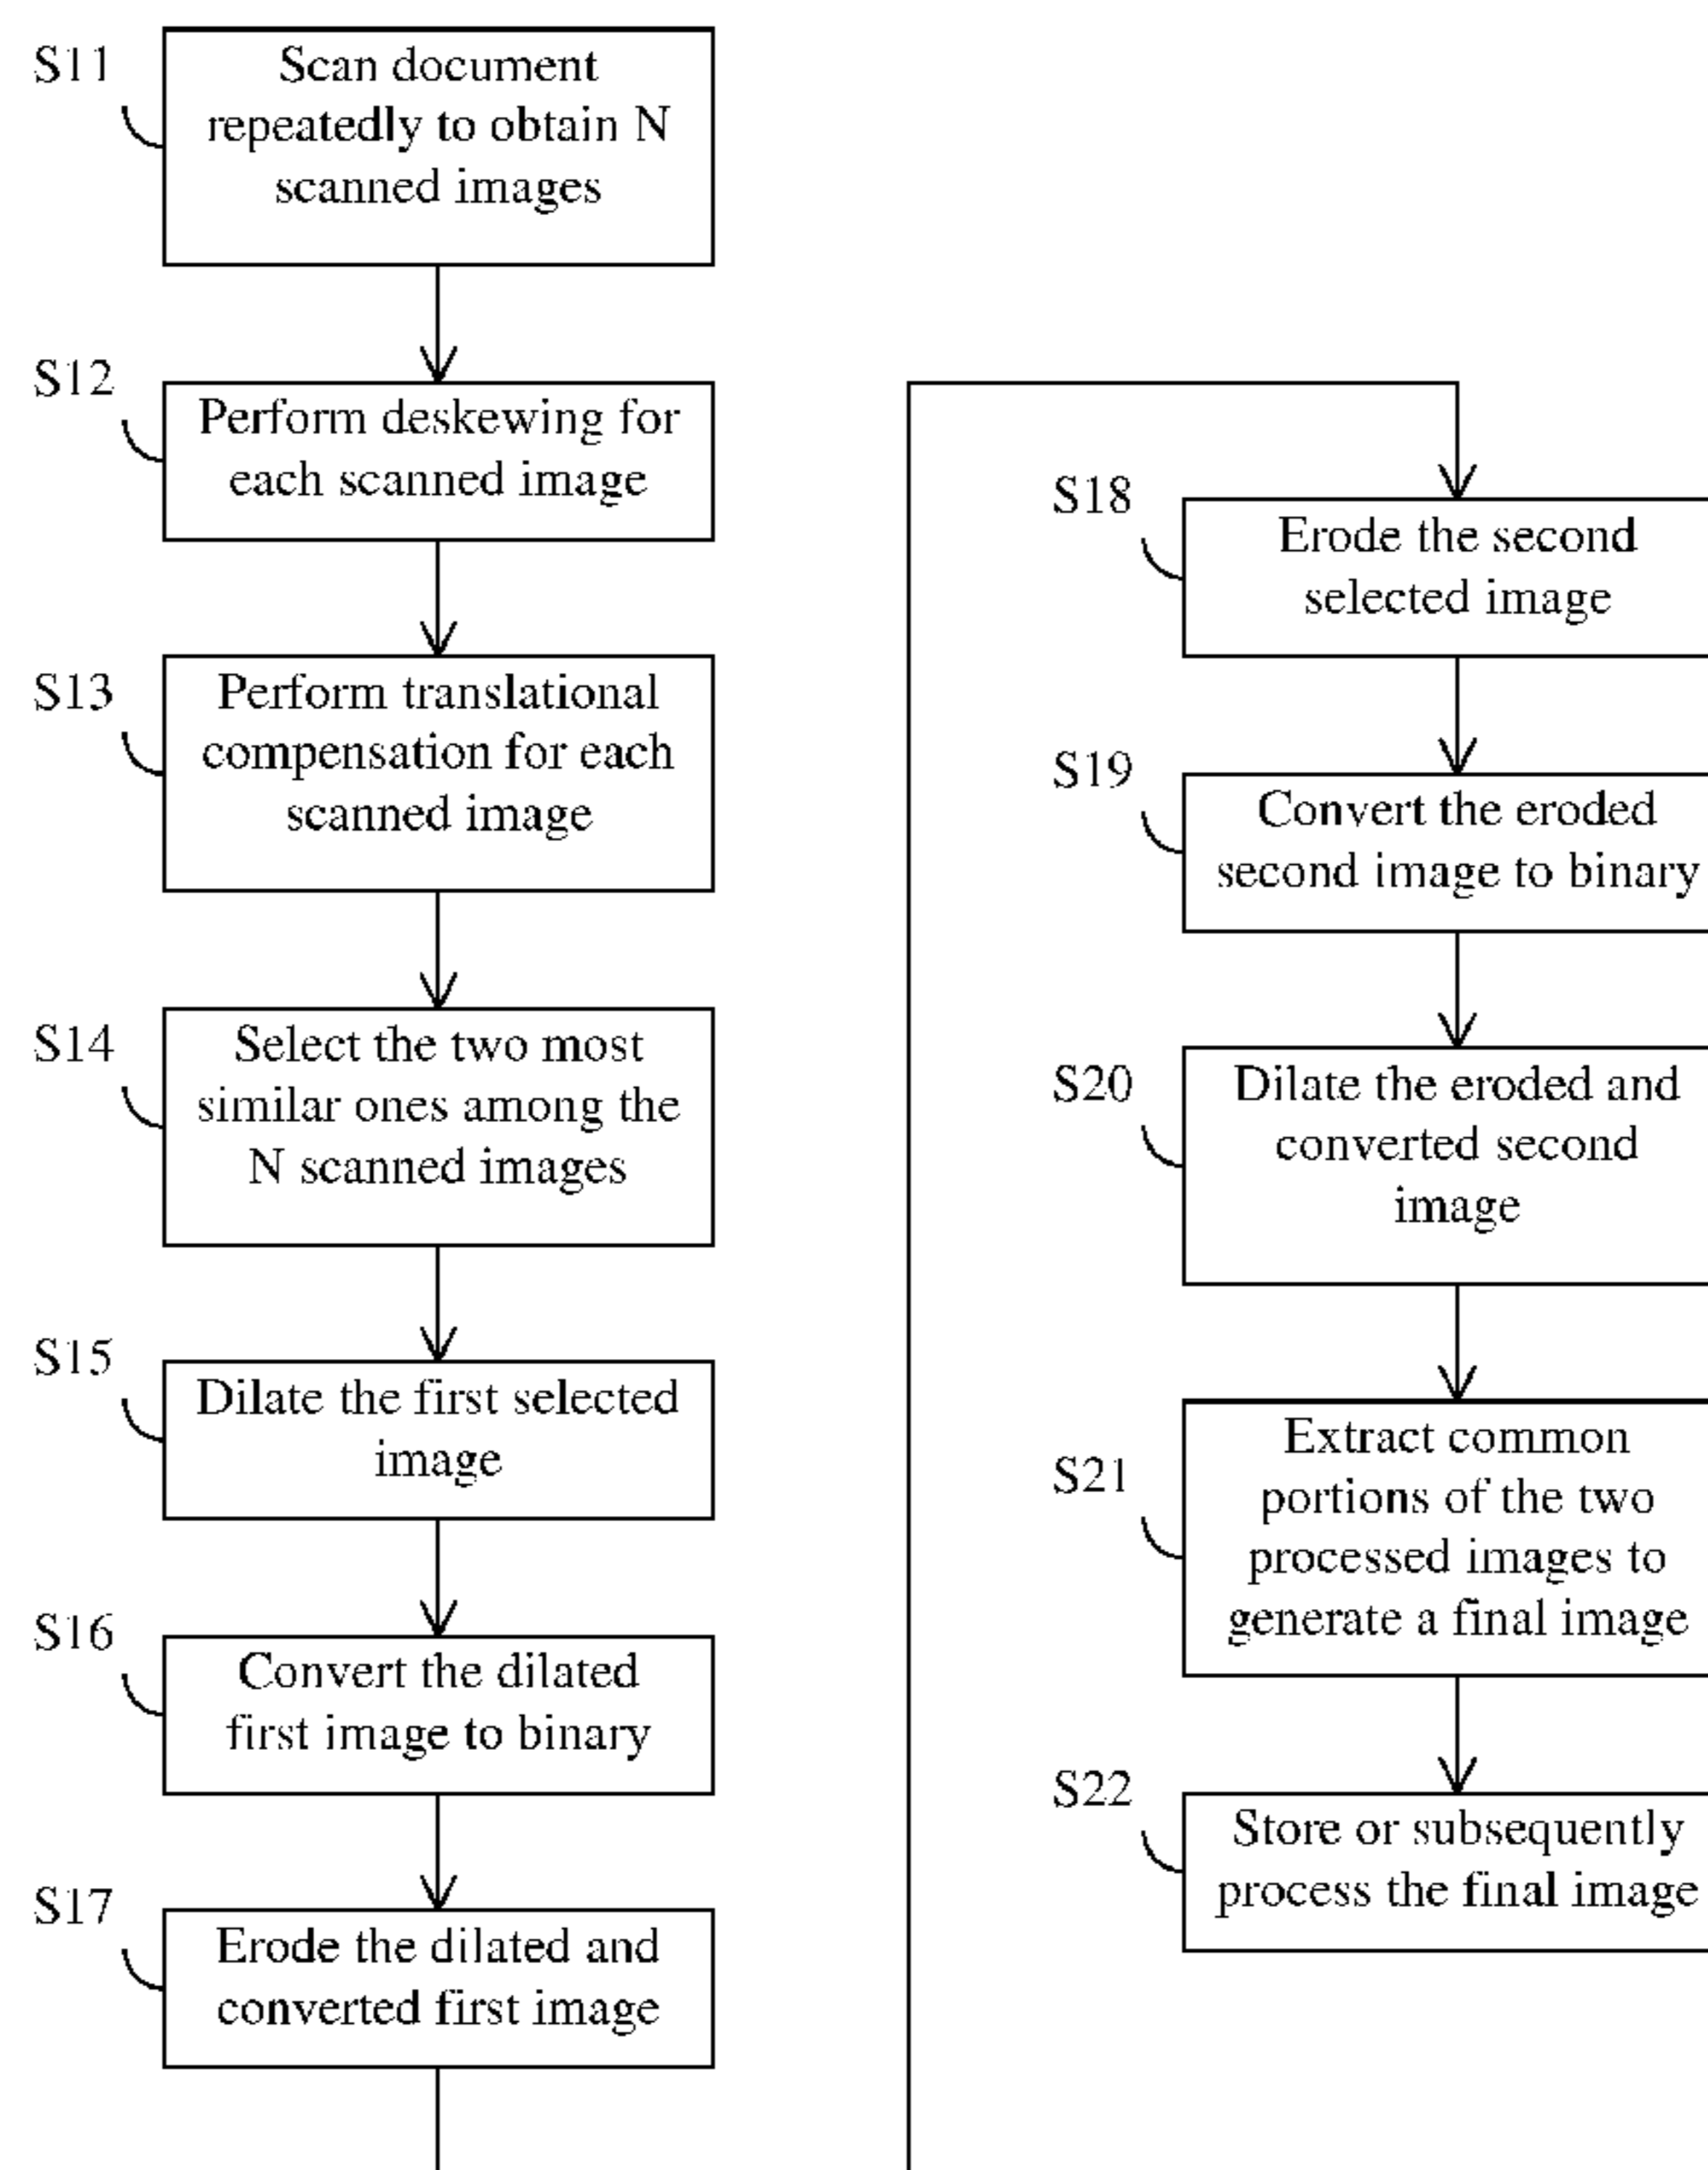 S11
Scan document
repeatedly to obtain N
scanned images
S12
Perform deskewing for
each scanned image
S13
Perform translational
compensation for each
scanned image
S14
Select the two most
similar ones among the
N scanned images
S15
Dilate the first selected
image
S16
Convert the dilated
first image to binary
S17
Erode the dilated and
converted first image
S18
Erode the second
selected image
S19
Convert the eroded
second image to binary
S20
Dilate the eroded and
converted second
image
S21
Extract common
portions of the two
processed images to
generate a final image
S22
Store or subsequently
process the final image